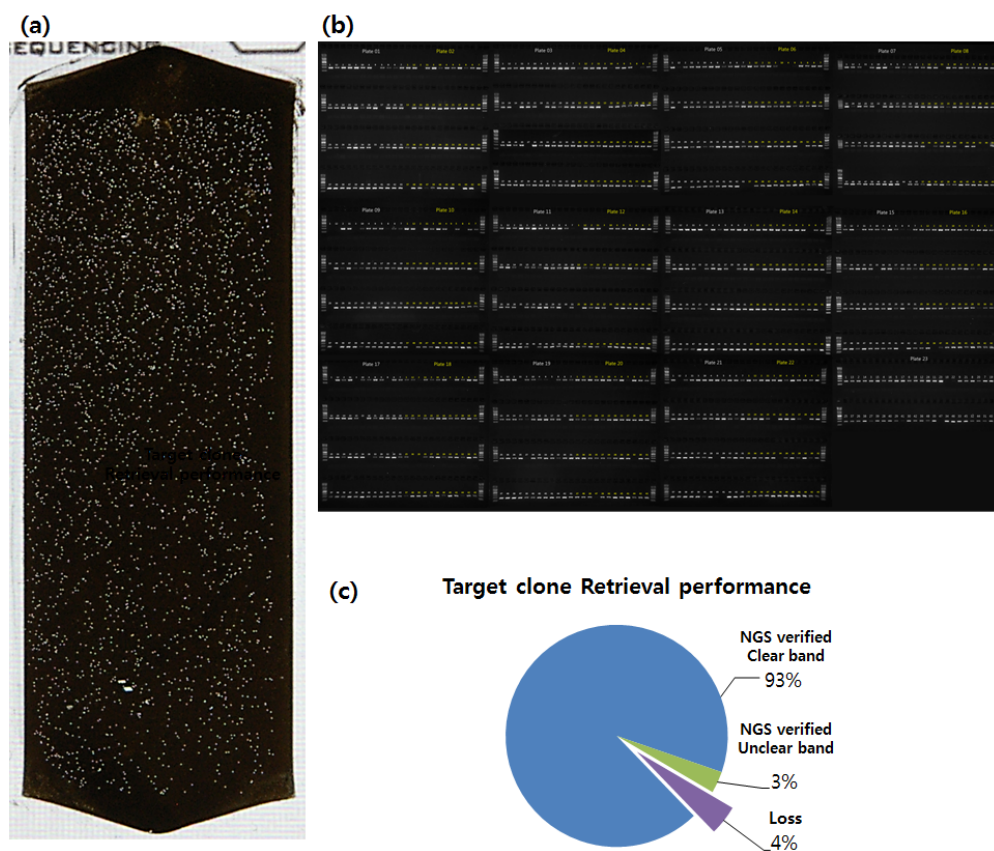 (a)
SEQUENCING
Target clone
Retrieval performance
(b)
Plate 01
Plate 02
Plate 03
Plate 04
Plate 05
Plate 06
Plate 07
Plate 08
Plate 09
Plate 10
Plate 11
Plate 12
Plate 13
Plate 14
Plate 15
Plate 16
Plate 17
Plate 18
Plate 19
Plate 20
Plate 21
Plate 22
Plate 23
(c)
Target clone Retrieval performance
NGS verified
Clear band
93%
NGS verified
Unclear band
3%
Loss
4%